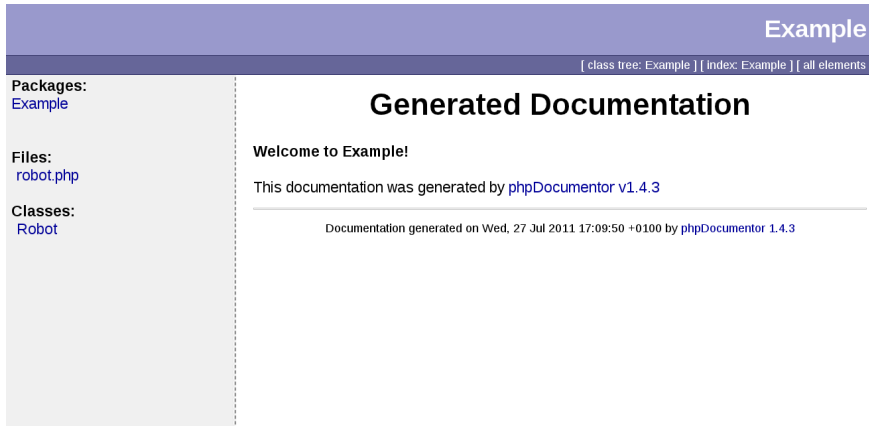 Example
[ class tree: Example ] [ index: Example ] [ all elements
Packages:
Example
Files:
robot.php
Classes:
Robot
Generated Documentation
Welcome to Example!
This documentation was generated by phpDocumentor v1.4.3
Documentation generated on Wed, 27 Jul 2011 17:09:50 +0100 by phpDocumentor 1.4.3